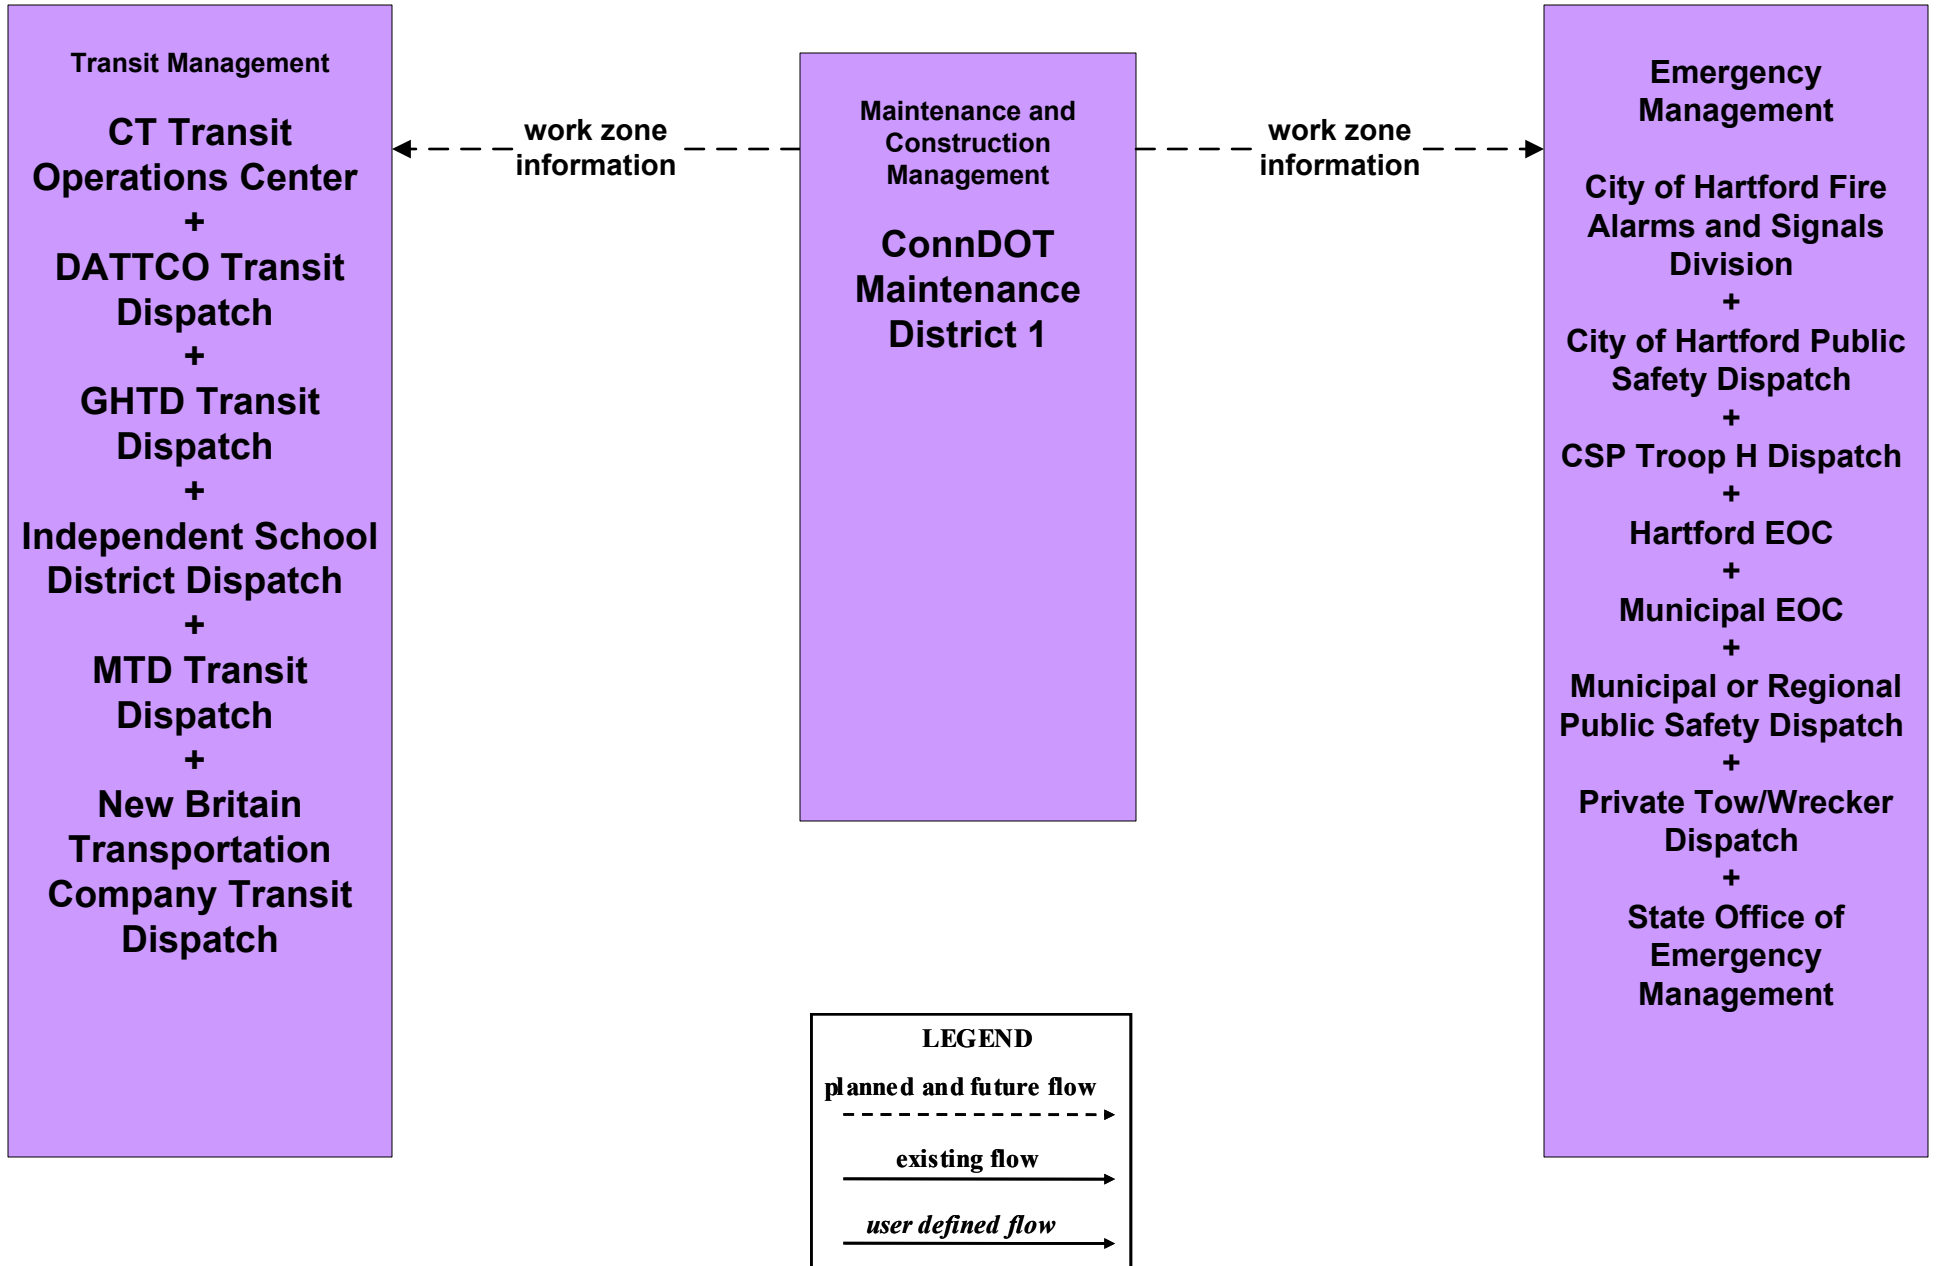 Transit Management
CT Transit
Operations Center
+
DATTCO Transit
Dispatch
+
GHTD Transit
Dispatch
+
Independent School
District Dispatch
+
MTD Transit
Dispatch
+
New Britain
Transportation
Company Transit
Dispatch
work zone
information
Maintenance and
Construction
Management
ConnDOT
Maintenance
District 1
work zone
information
Emergency
Management
City of Hartford Fire
Alarms and Signals
Division
+
City of Hartford Public
Safety Dispatch
+
CSP Troop H Dispatch
+
Hartford EOC
+
Municipal EOC
+
Municipal or Regional
Public Safety Dispatch
+
Private Tow/Wrecker
Dispatch
+
State Office of
Emergency
Management
LEGEND
planned and future flow
existing flow
user defined flow